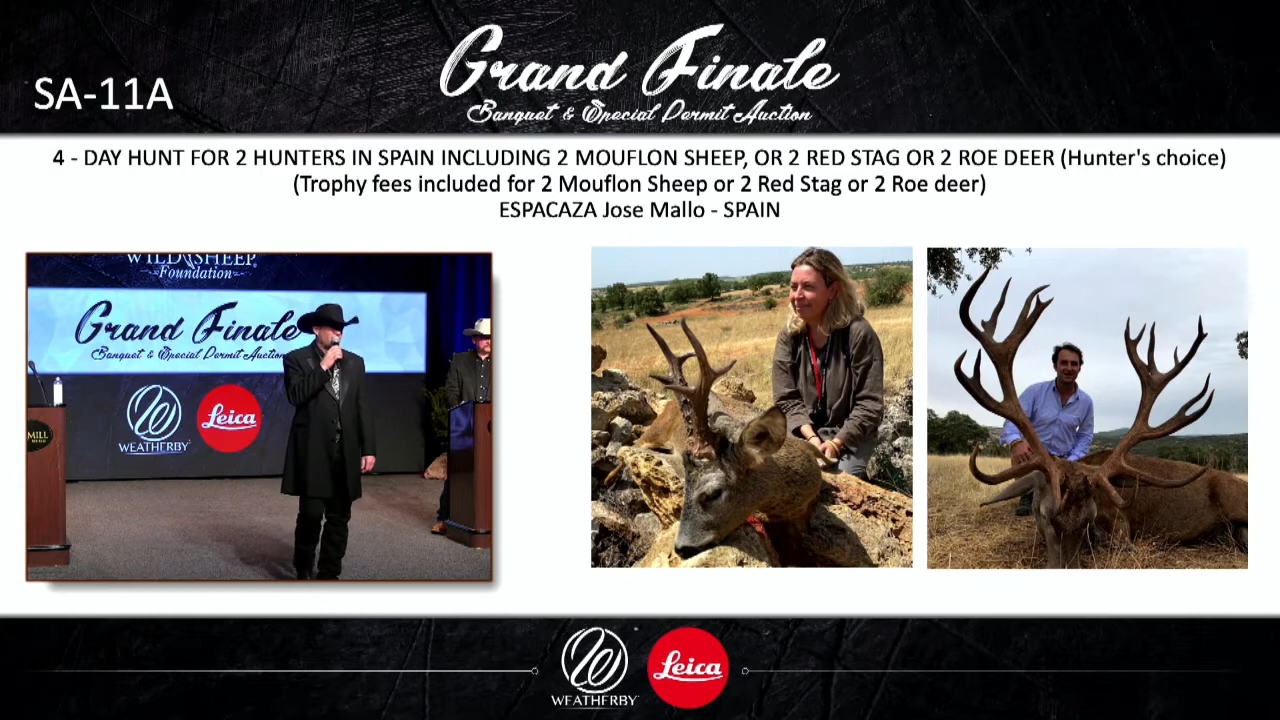 SA-11A
Grand Finale
Banquet & Special Permit Auction
4 - DAY HUNT FOR 2 HUNTERS IN SPAIN INCLUDING 2 MOUFLON SHEEP, OR 2 RED STAG OR 2 ROE DEER (Hunter's choice)
(Trophy fees included for 2 Mouflon Sheep or 2 Red Stag or 2 Roe deer)
ESPACAZA Jose Mallo - SPAIN
WILD SHEEP
Foundation
Grand Finale
Banquet & Special Permit Auction
WEATHERBY
Leica
MILL
WEATHERBY
Leica